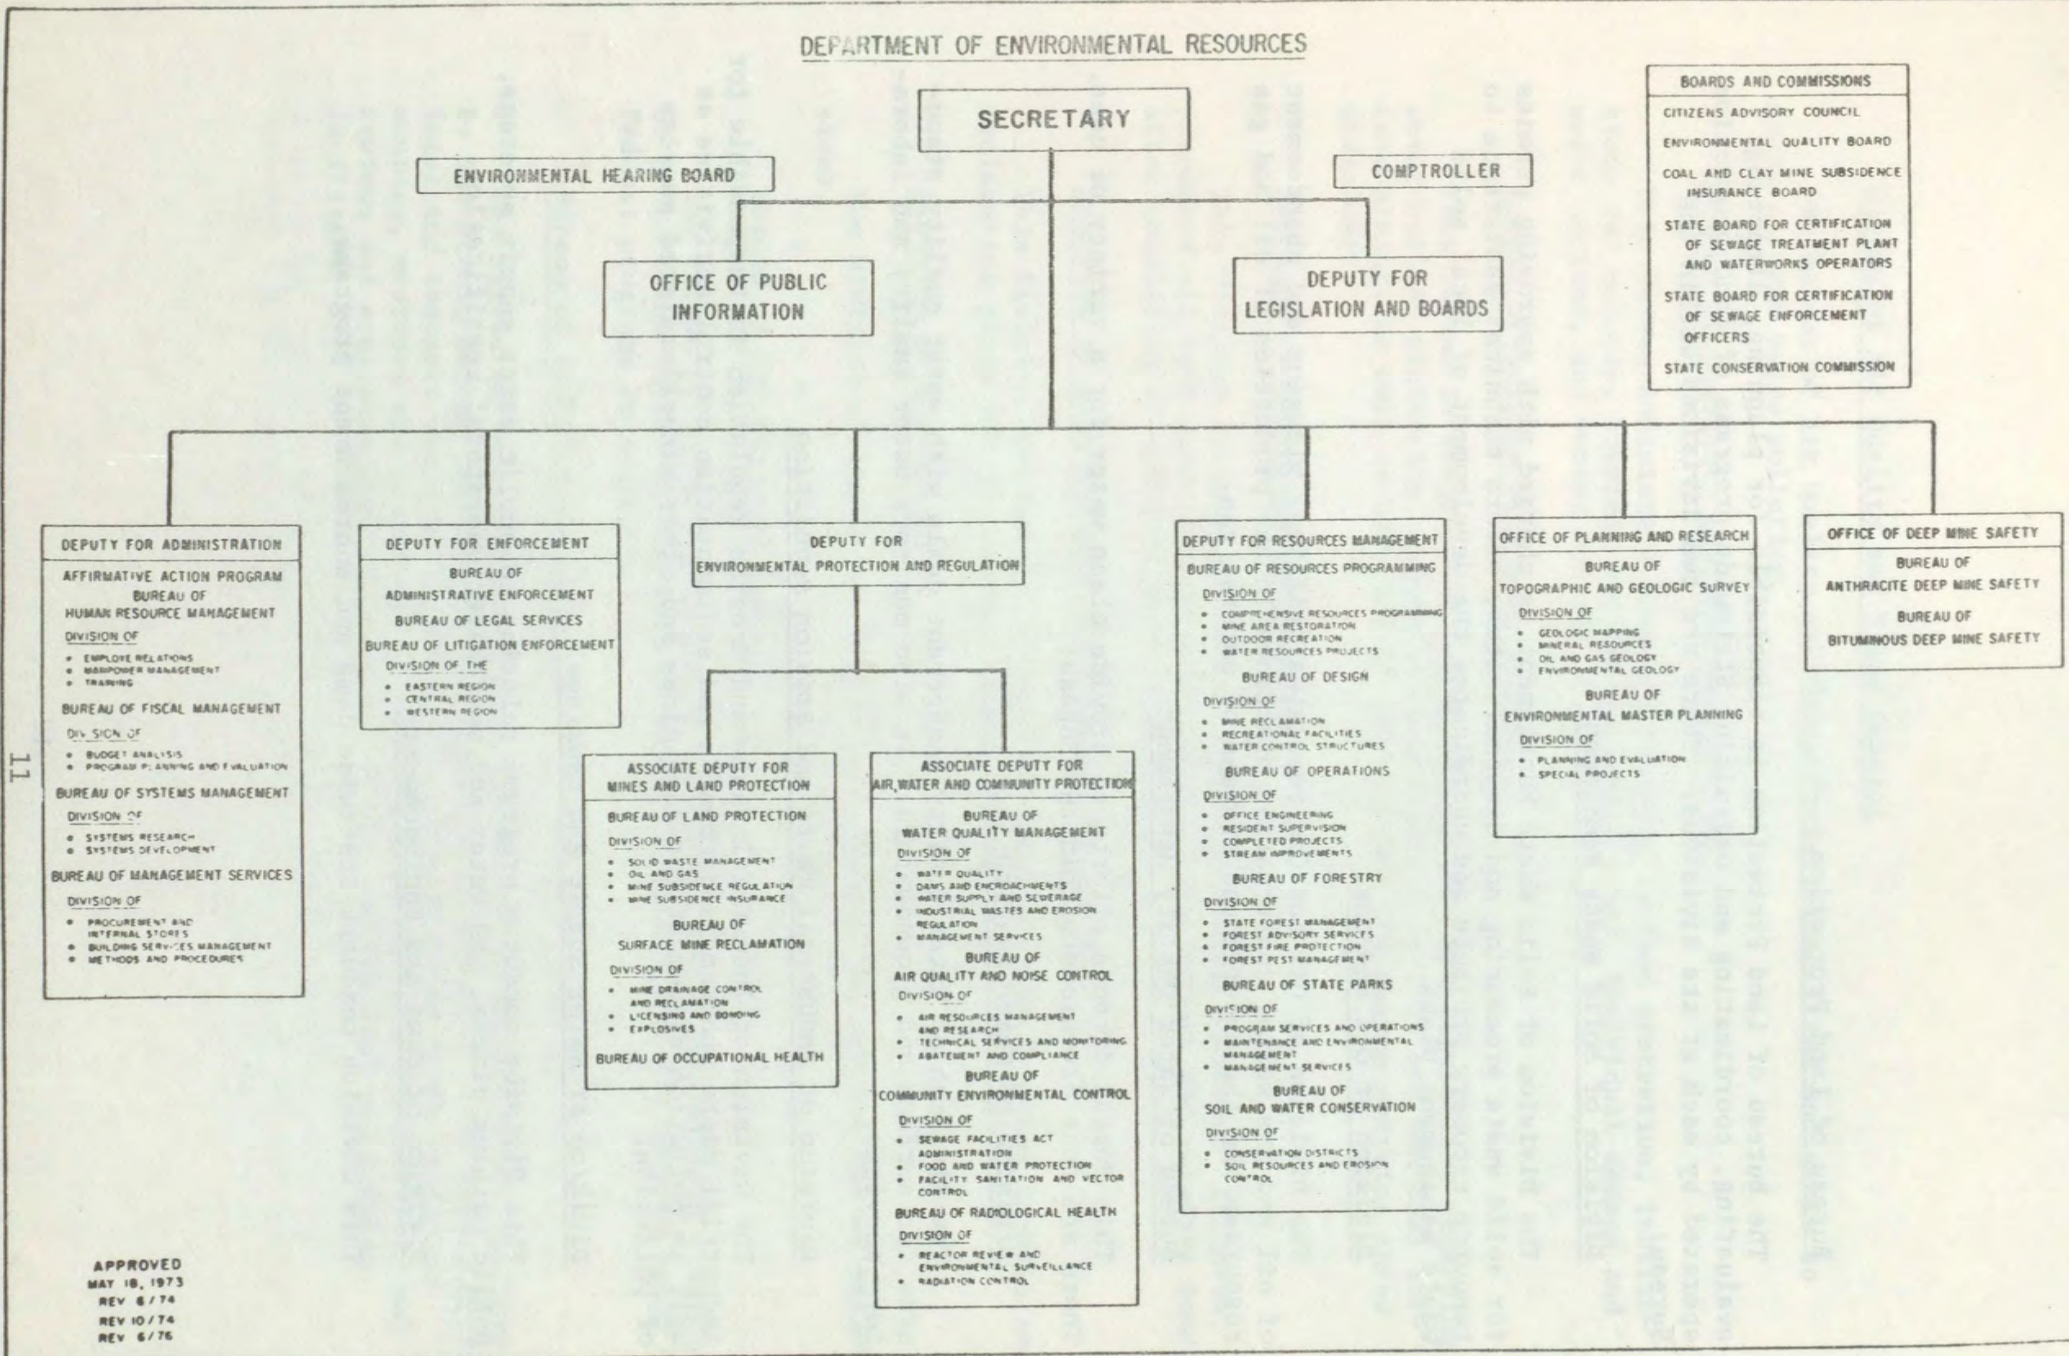 DEPARTMENT OF ENVIRONMENTAL RESOURCES
SECRETARY
ENVIRONMENTAL HEARING BOARD
COMPTROLLER
OFFICE OF PUBLIC
INFORMATION
DEPUTY FOR
LEGISLATION AND BOARDS
BOARDS AND COMMISSIONS
CITIZENS ADVISORY COUNCIL
ENVIRONMENTAL QUALITY BOARD
COAL AND CLAY MINE SUBSIDENCE
INSURANCE BOARD
STATE BOARD FOR CERTIFICATION
OF SEWAGE TREATMENT PLANT
AND WATERWORKS OPERATORS
STATE BOARD FOR CERTIFICATION
OF SEWAGE ENFORCEMENT
OFFICERS
STATE CONSERVATION COMMISSION
DEPUTY FOR ADMINISTRATION
AFFIRMATIVE ACTION PROGRAM
BUREAU OF
HUMAN RESOURCE MANAGEMENT
DIVISION OF
• EMPLOYE RELATIONS
• MANPOWER MANAGEMENT
• TRAINING
BUREAU OF FISCAL MANAGEMENT
DIVISION OF
• BUDGET ANALYSIS
• PROGRAM PLANNING AND EVALUATION
BUREAU OF SYSTEMS MANAGEMENT
DIVISION OF
• SYSTEMS RESEARCH
• SYSTEMS DEVELOPMENT
BUREAU OF MANAGEMENT SERVICES
DIVISION OF
• PROCUREMENT AND
INTERNAL STORES
• BUILDING SERVICES MANAGEMENT
• METHODS AND PROCEDURES
DEPUTY FOR ENFORCEMENT
BUREAU OF
ADMINISTRATIVE ENFORCEMENT
BUREAU OF LEGAL SERVICES
BUREAU OF LITIGATION ENFORCEMENT
DIVISION OF THE
• EASTERN REGION
• CENTRAL REGION
• WESTERN REGION
DEPUTY FOR
ENVIRONMENTAL PROTECTION AND REGULATION
ASSOCIATE DEPUTY FOR
MINES AND LAND PROTECTION
BUREAU OF LAND PROTECTION
DIVISION OF
• SOLID WASTE MANAGEMENT
• OIL AND GAS
• MINE SUBSIDENCE REGULATION
• MINE SUBSIDENCE INSURANCE
BUREAU OF
SURFACE MINE RECLAMATION
DIVISION OF
• MINE DRAINAGE CONTROL
AND RECLAMATION
• LICENSING AND BONDING
• EXPLOSIVES
BUREAU OF OCCUPATIONAL HEALTH
ASSOCIATE DEPUTY FOR
AIR, WATER AND COMMUNITY PROTECTION
BUREAU OF
WATER QUALITY MANAGEMENT
DIVISION OF
• WATER QUALITY
• DAMS AND ENCROACHMENTS
• WATER SUPPLY AND SEWERAGE
• INDUSTRIAL WASTES AND EROSION
REGULATION
• MANAGEMENT SERVICES
BUREAU OF
AIR QUALITY AND NOISE CONTROL
DIVISION OF
• AIR RESOURCES MANAGEMENT
AND RESEARCH
• TECHNICAL SERVICES AND MONITORING
• ABATEMENT AND COMPLIANCE
BUREAU OF
COMMUNITY ENVIRONMENTAL CONTROL
DIVISION OF
• SEWAGE FACILITIES ACT
ADMINISTRATION
• FOOD AND WATER PROTECTION
• FACILITY SANITATION AND VECTOR
CONTROL
BUREAU OF RADIOLOGICAL HEALTH
DIVISION OF
• REACTOR REVIEW AND
ENVIRONMENTAL SURVEILLANCE
• RADIATION CONTROL
DEPUTY FOR RESOURCES MANAGEMENT
BUREAU OF RESOURCES PROGRAMMING
DIVISION OF
• COMPREHENSIVE RESOURCES PROGRAMMING
• MINE AREA RESTORATION
• OUTDOOR RECREATION
• WATER RESOURCES PROJECTS
BUREAU OF DESIGN
DIVISION OF
• MINE RECLAMATION
• RECREATIONAL FACILITIES
• WATER CONTROL STRUCTURES
BUREAU OF OPERATIONS
DIVISION OF
• OFFICE ENGINEERING
• RESIDENT SUPERVISION
• COMPLETED PROJECTS
• STREAM IMPROVEMENTS
BUREAU OF FORESTRY
DIVISION OF
• STATE FOREST MANAGEMENT
• FOREST ADVISORY SERVICES
• FOREST FIRE PROTECTION
• FOREST PEST MANAGEMENT
BUREAU OF STATE PARKS
DIVISION OF
• PROGRAM SERVICES AND OPERATIONS
• MAINTENANCE AND ENVIRONMENTAL
MANAGEMENT
• MANAGEMENT SERVICES
BUREAU OF
SOIL AND WATER CONSERVATION
DIVISION OF
• CONSERVATION DISTRICTS
• SOIL RESOURCES AND EROSION
CONTROL
OFFICE OF PLANNING AND RESEARCH
BUREAU OF
TOPOGRAPHIC AND GEOLOGIC SURVEY
DIVISION OF
• GEOLOGIC MAPPING
• MINERAL RESOURCES
• OIL AND GAS GEOLOGY
• ENVIRONMENTAL GEOLOGY
BUREAU OF
ENVIRONMENTAL MASTER PLANNING
DIVISION OF
• PLANNING AND EVALUATION
• SPECIAL PROJECTS
OFFICE OF DEEP MINE SAFETY
BUREAU OF
ANTHRACITE DEEP MINE SAFETY
BUREAU OF
BITUMINOUS DEEP MINE SAFETY
11
APPROVED
MAY 18, 1973
REV 6/74
REV 10/74
REV 6/76